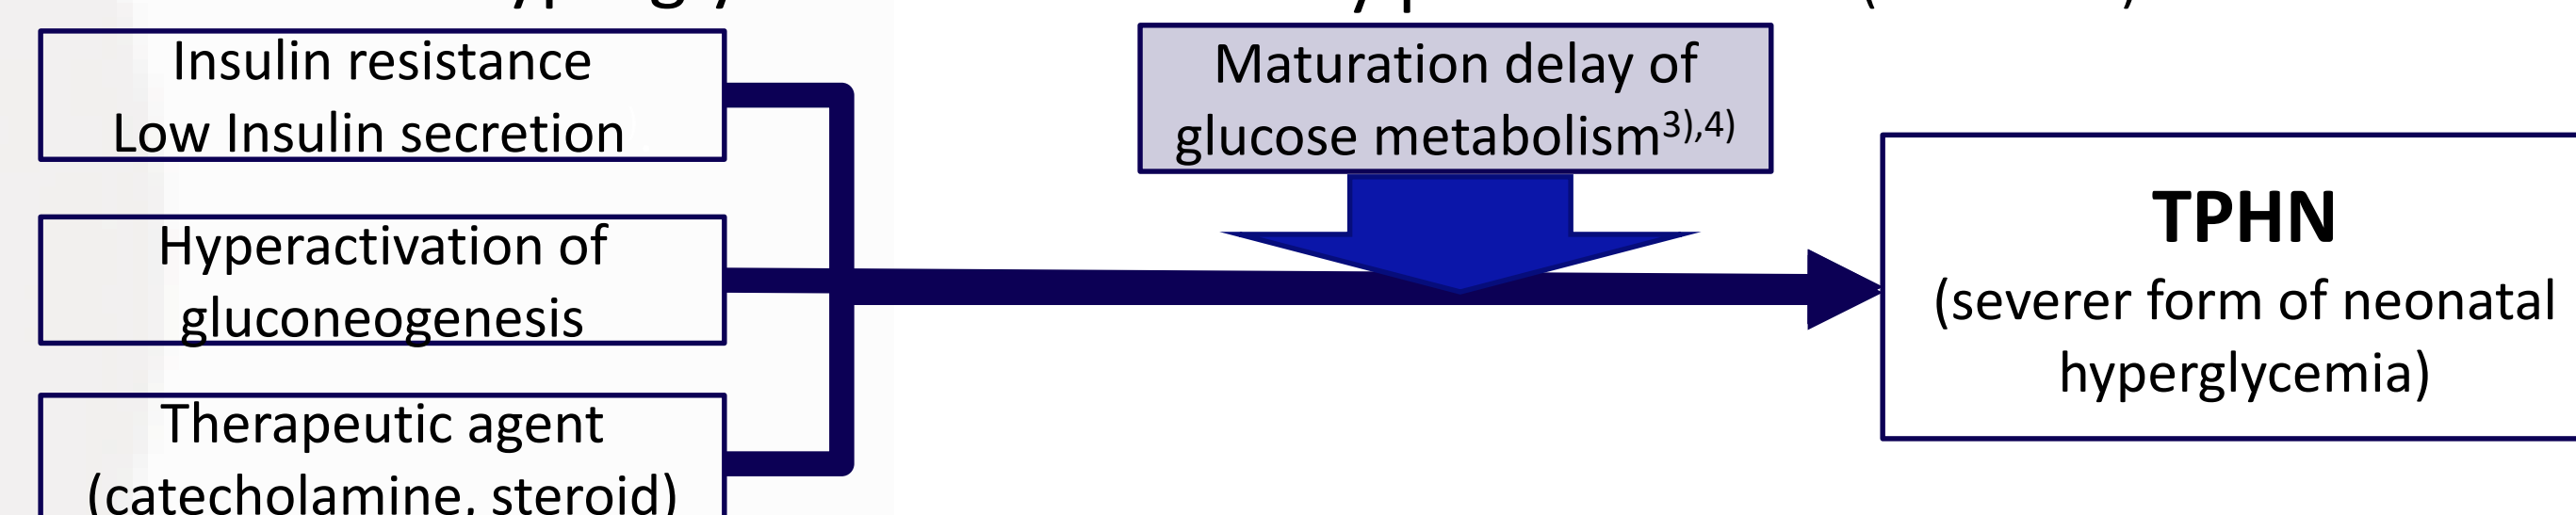 Insulin resistance
Low Insulin secretion
Hyperactivation of
gluconeogenesis
Therapeutic agent
(catecholamine, steroid)
Maturation delay of
glucose metabolism3),4)
TPHN
(severer form of neonatal
hyperglycemia)